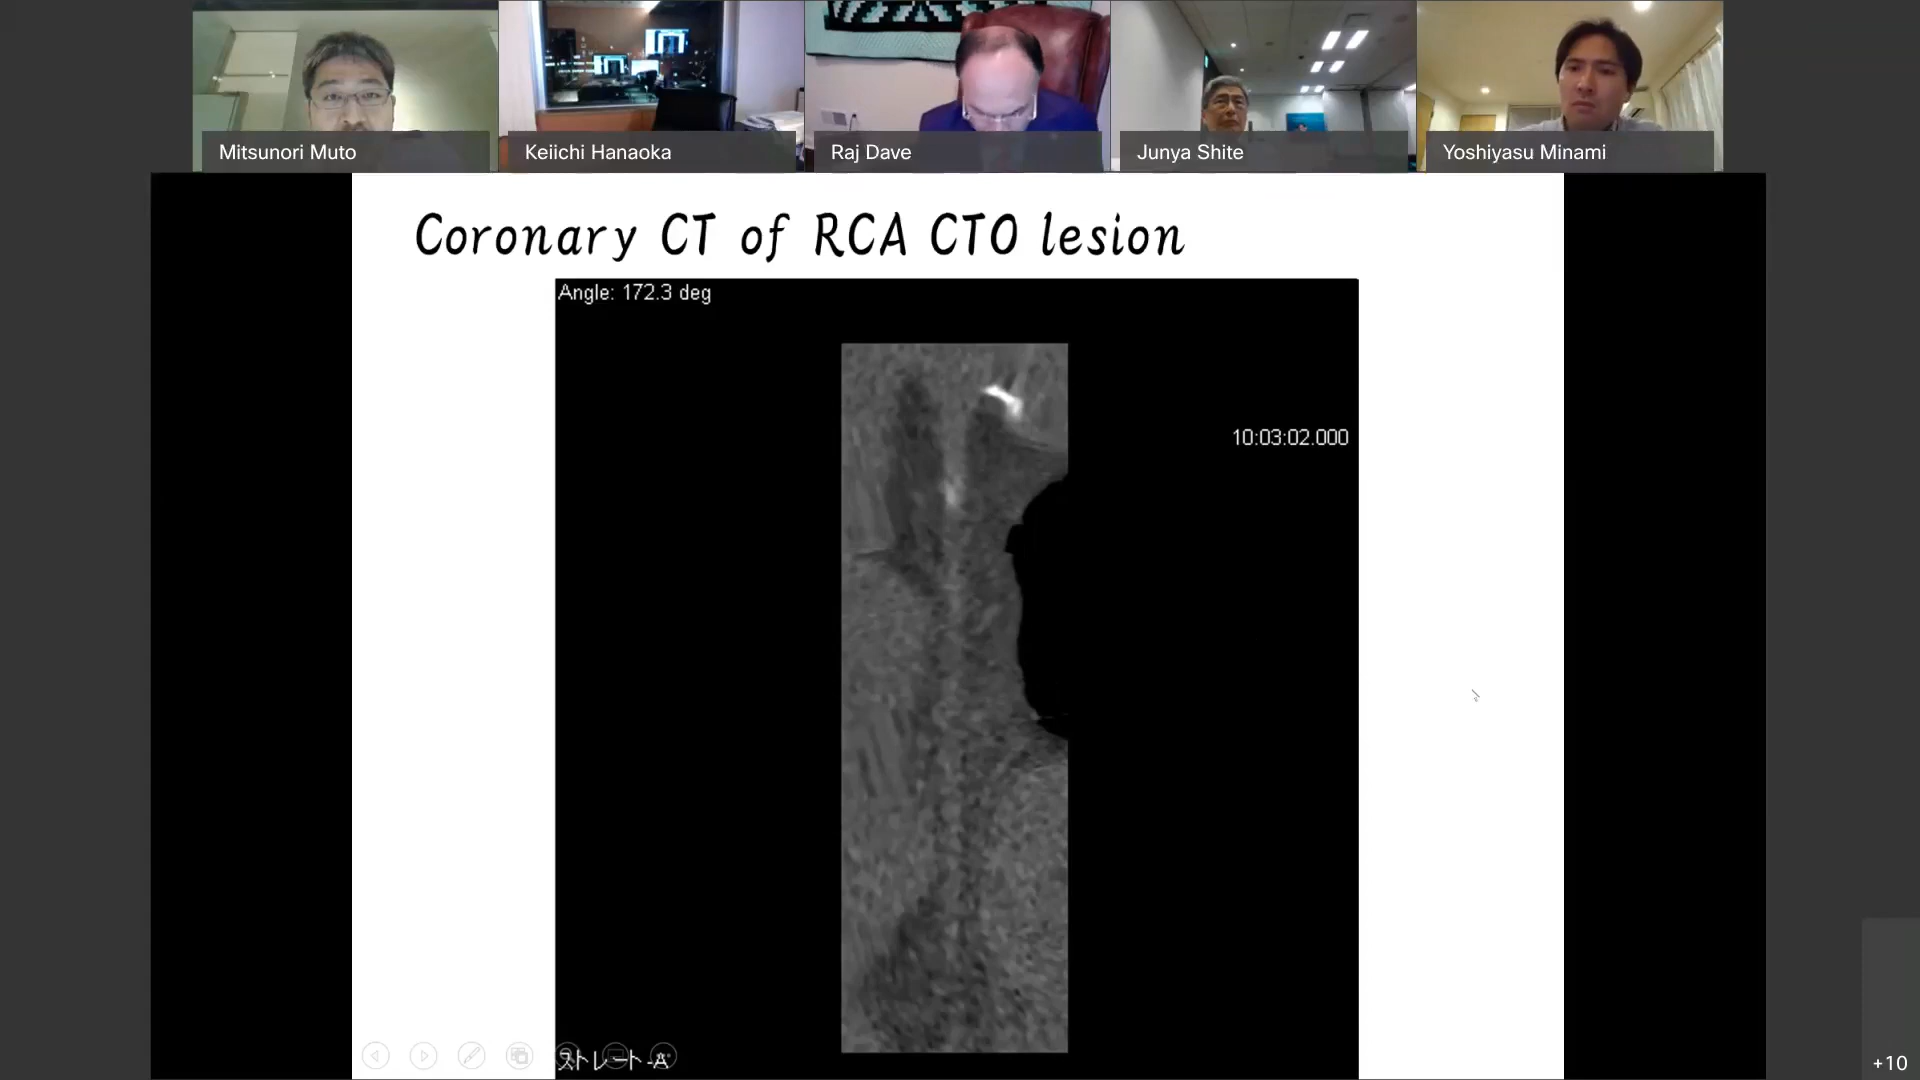 Mitsunori Muto
Keiichi Hanaoka
Raj Dave
Junya Shite
Yoshiyasu Minami
Coronary CT of RCA CTO lesion
Angle: 172.3 deg
10:03:02.000
ストレート-A
+10